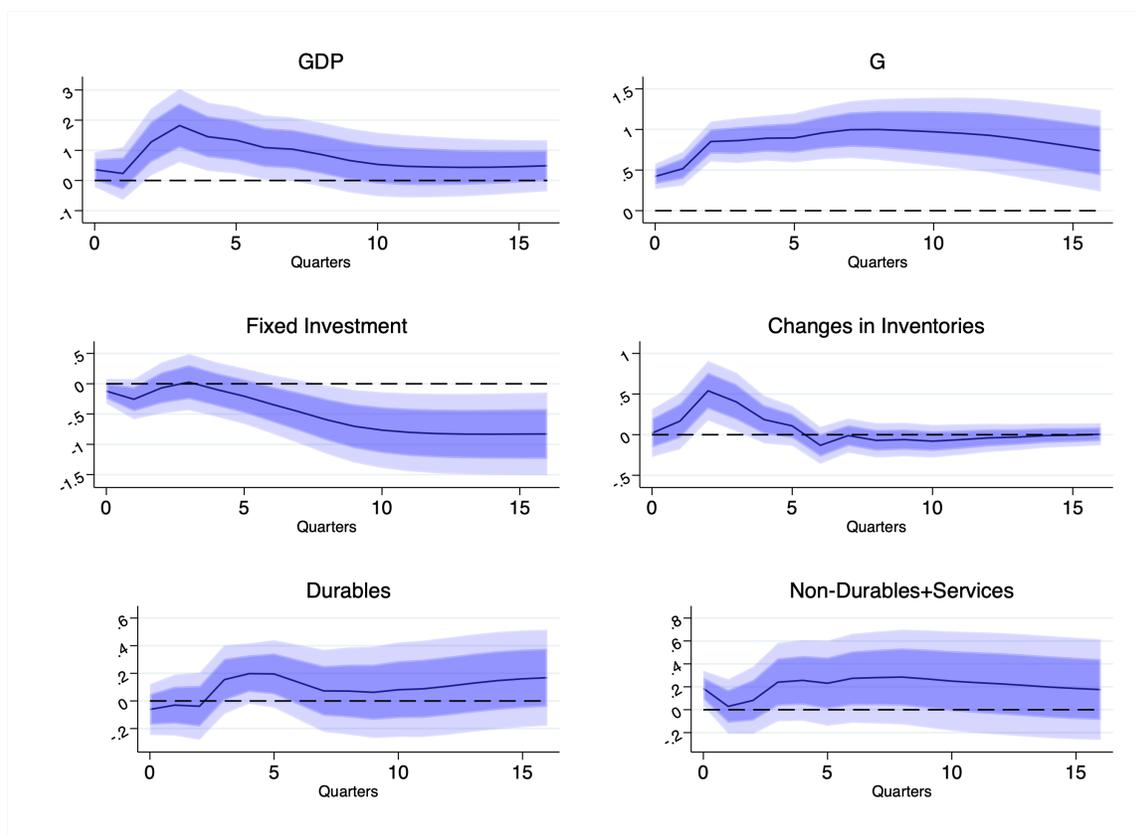 GDP
3
2
1
0
-1
0 5 10 15
Quarters
G
1.5
1
.5
0
0 5 10 15
Quarters
Fixed Investment
.5
0
-.5
-1
-1.5
0 5 10 15
Quarters
Changes in Inventories
1
.5
0
-.5
0 5 10 15
Quarters
Durables
.6
.4
.2
0
-.2
0 5 10 15
Quarters
Non-Durables+Services
.8
.6
.4
.2
0
-.2
0 5 10 15
Quarters